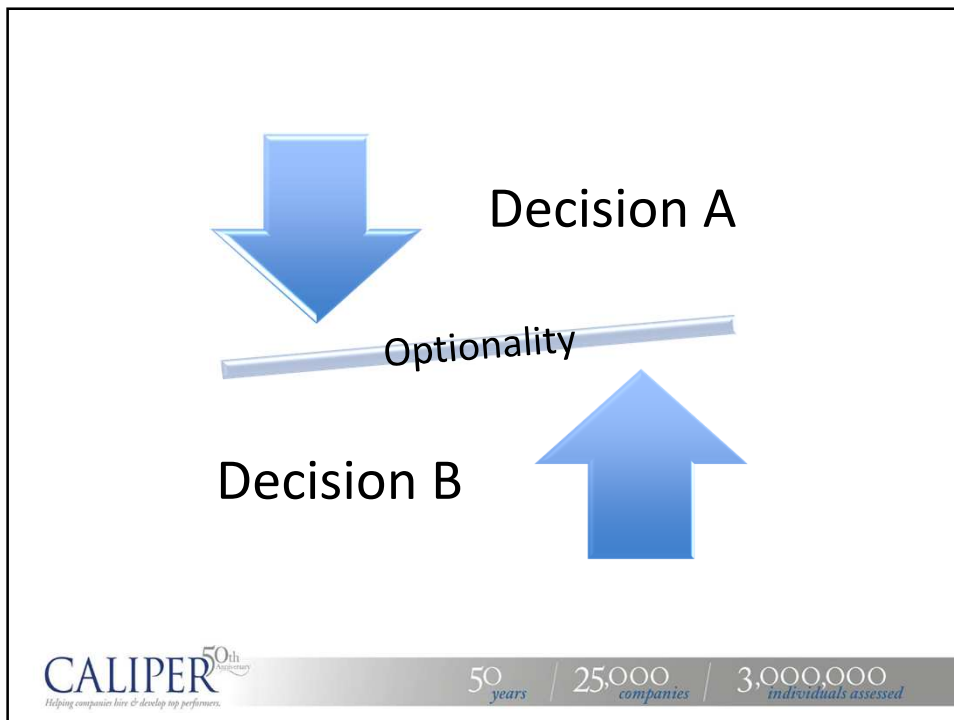 Decision A
Optionality
Decision B
CALIPER 50th Anniversary
Helping companies hire & develop top performers.
50 years / 25,000 companies / 3,000,000 individuals assessed